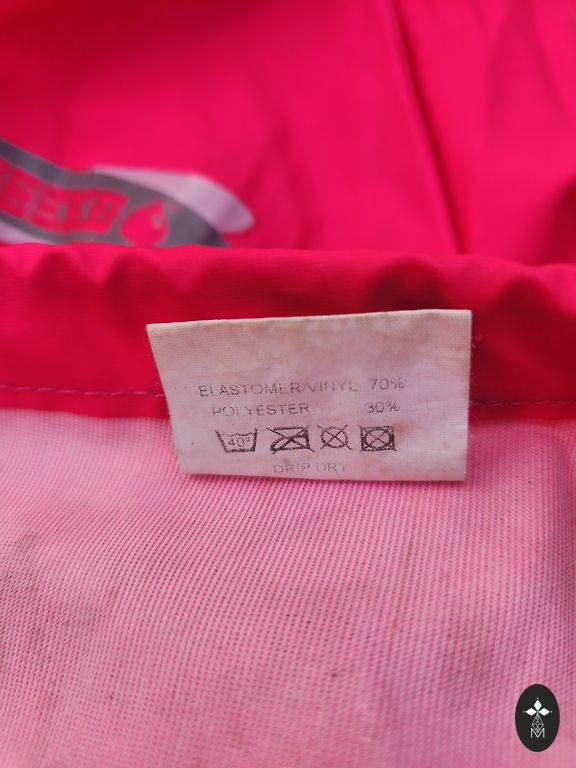 ELASTOMER/VINYL 70%
POLYESTER 30%
40°
DRIP DRY
M